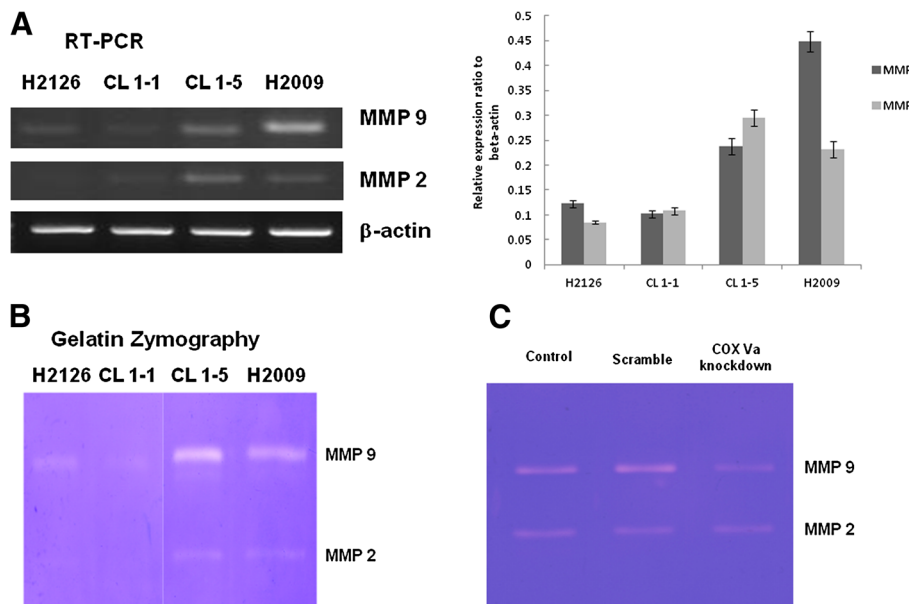 A
RT-PCR
H2126 CL 1-1 CL 1-5 H2009
MMP 9
MMP 2
β-actin
Relative expression ratio to
beta-actin
0.5
0.45
0.4
0.35
0.3
0.25
0.2
0.15
0.1
0.05
0
H2126 CL 1-1 CL 1-5 H2009
MMP
MMP
B
Gelatin Zymography
H2126 CL 1-1 CL 1-5 H2009
MMP 9
MMP 2
C
Control Scramble COX Va
knockdown
MMP 9
MMP 2